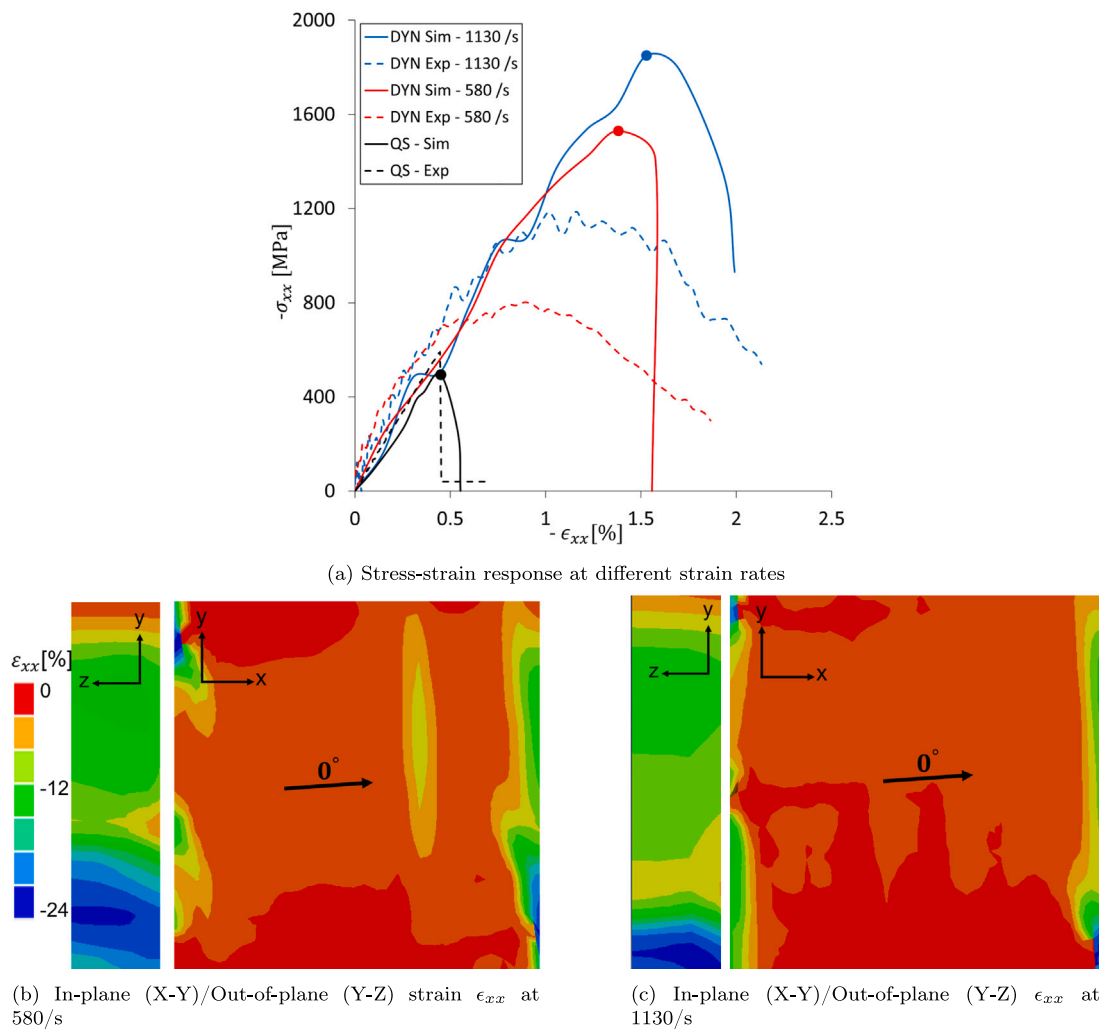 2000
1600
1200
800
400
0
-σxx [MPa]
DYN Sim - 1130 /s
DYN Exp - 1130 /s
DYN Sim - 580 /s
DYN Exp - 580 /s
QS - Sim
QS - Exp
0 0.5 1 1.5 2 2.5
- ϵxx[%]
(a) Stress-strain response at different strain rates
εxx[%]
0
-12
-24
y
z
y
x
0°
y
z
y
x
0°
(b) In-plane (X-Y)/Out-of-plane (Y-Z) strain ϵxx at
580/s
(c) In-plane (X-Y)/Out-of-plane (Y-Z) ϵxx at
1130/s